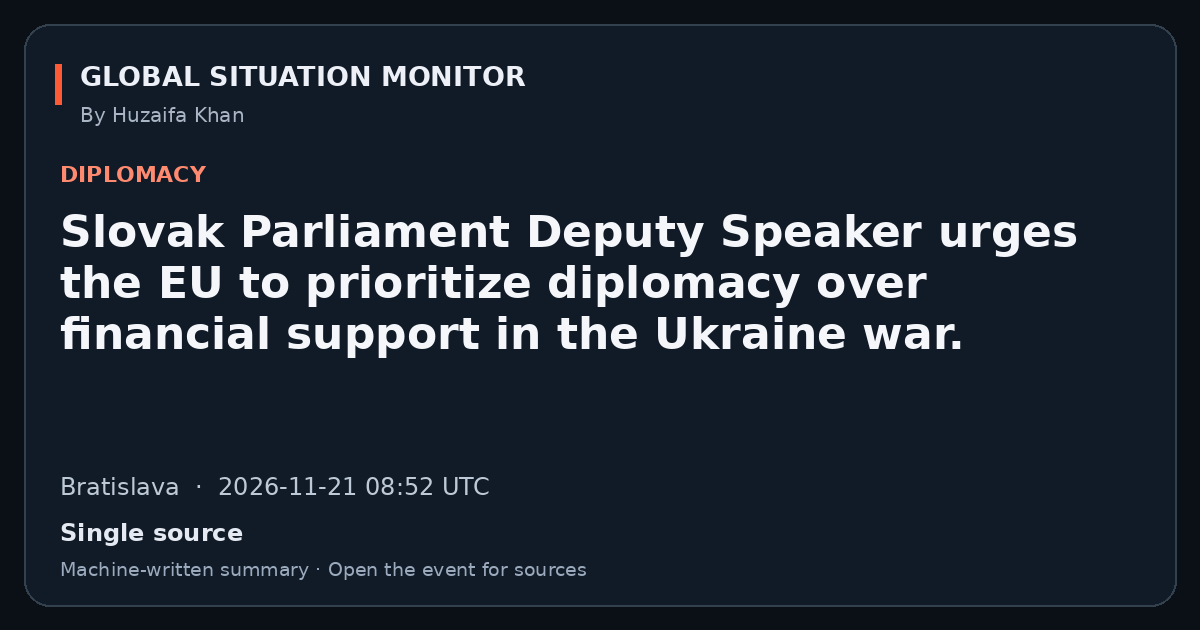 GLOBAL SITUATION MONITOR
By Huzaifa Khan
DIPLOMACY
Slovak Parliament Deputy Speaker urges
the EU to prioritize diplomacy over
financial support in the Ukraine war.
Bratislava · 2026-11-21 08:52 UTC
Single source
Machine-written summary · Open the event for sources